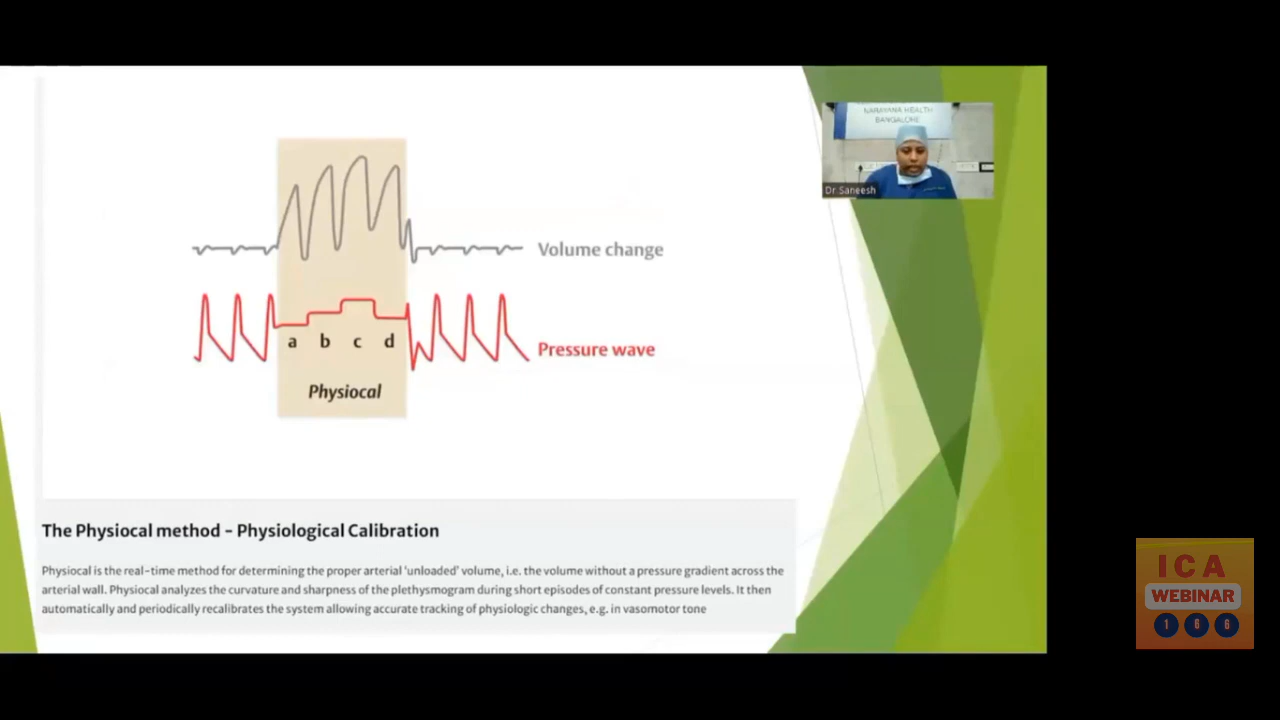 NARAYANA HEALTH
BANGALORE
Dr Saneesh
Volume change
a b c d
Pressure wave
Physiocal
The Physiocal method - Physiological Calibration
Physiocal is the real-time method for determining the proper arterial 'unloaded' volume, i.e. the volume without a pressure gradient across the
arterial wall. Physiocal analyzes the curvature and sharpness of the plethysmogram during short episodes of constant pressure levels. It then
automatically and periodically recalibrates the system allowing accurate tracking of physiologic changes, e.g. in vasomotor tone
ICA
WEBINAR
166